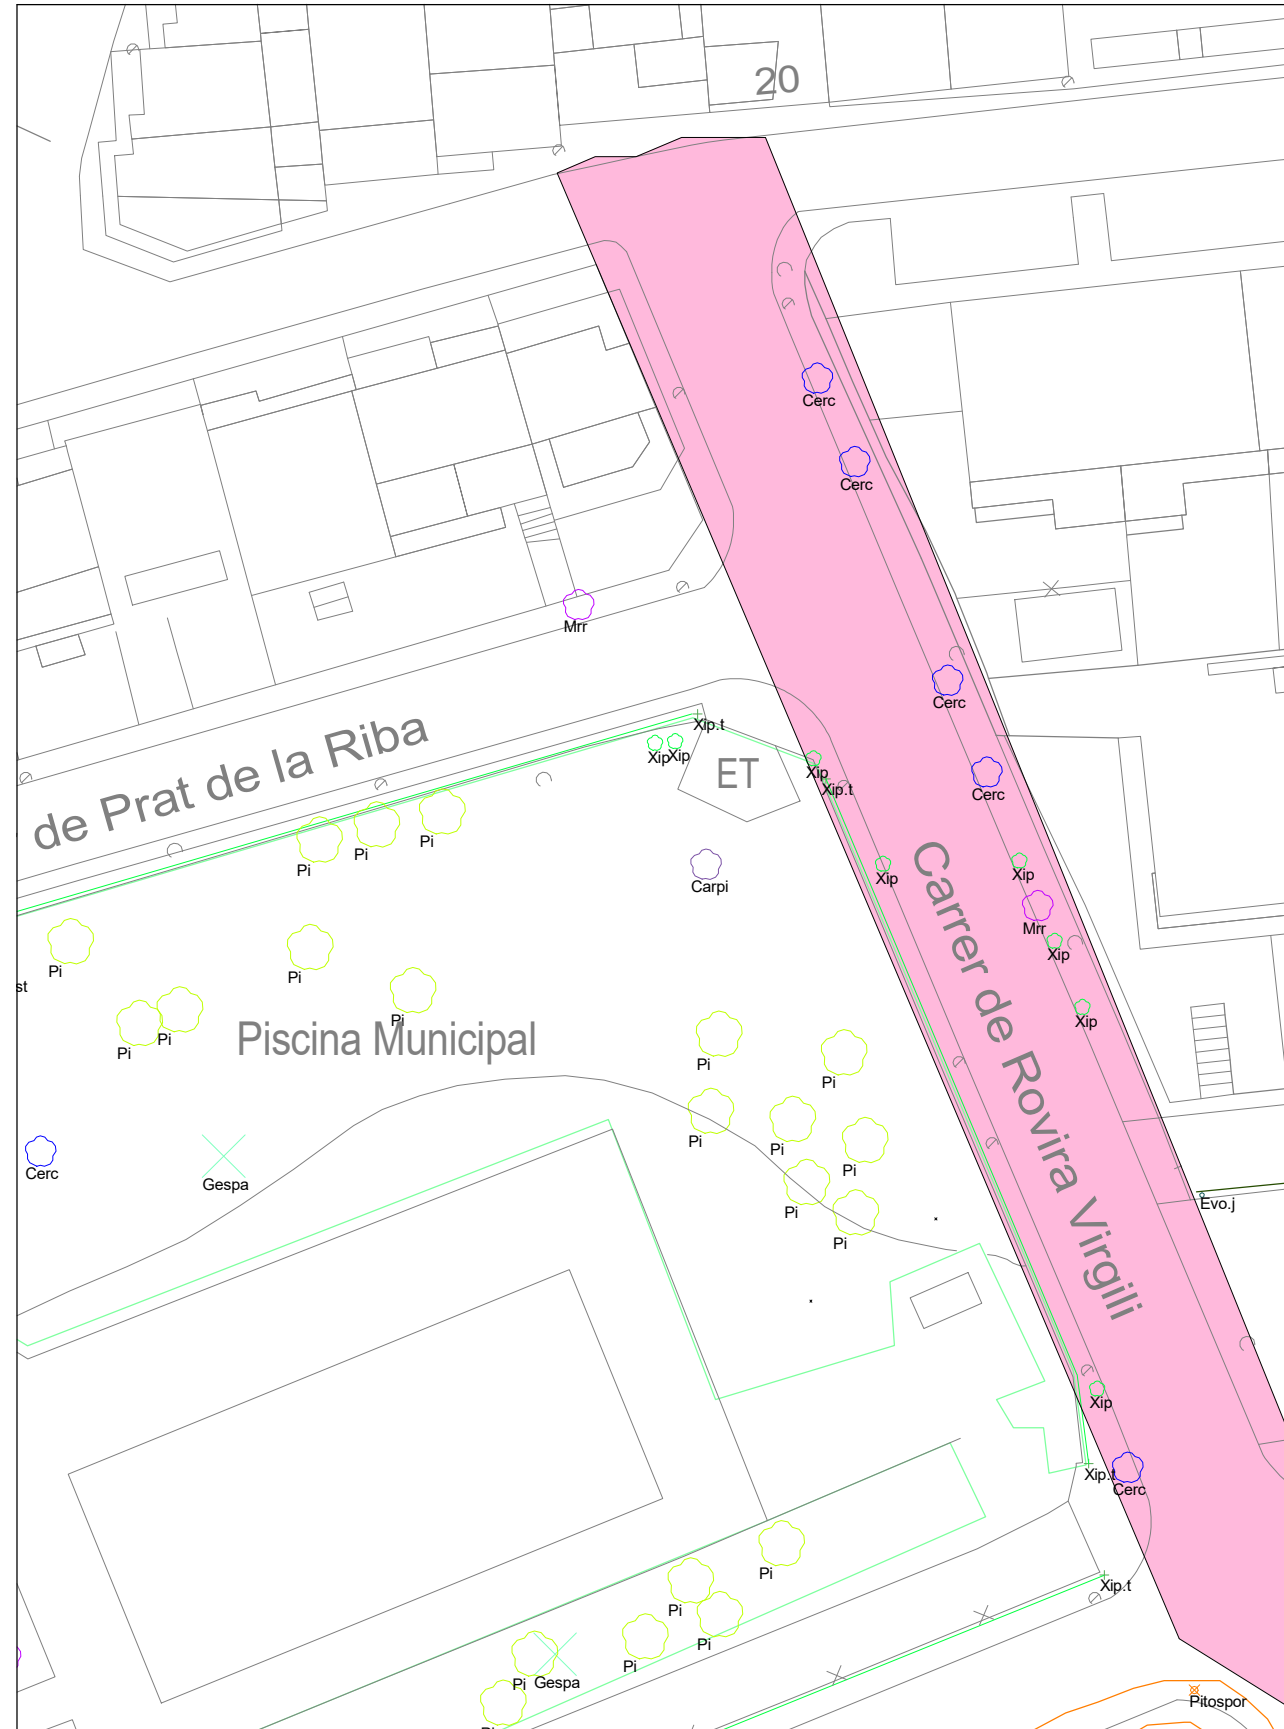 20
Cerc
Cerc
Mrr
Cerc
de Prat de la Riba
Xip.t
Xip
Xip
Xip
ET
Cerc
Xip.t
Pi
Pi
Pi
Carpi
Xip
Xip
Carrer de Rovira Virgili
Mrr
Xip
Pi
Pi
st
Pi
Xip
Pi
Pi
Piscina Municipal
Pi
Pi
Pi
Pi
Pi
Cerc
Gespa
Evo.j
Pi
Pi
Xip
Xip.t
Cerc
Pi
Xip.t
Pi
Pi
Pi
Pi
Gespa
Pitospor